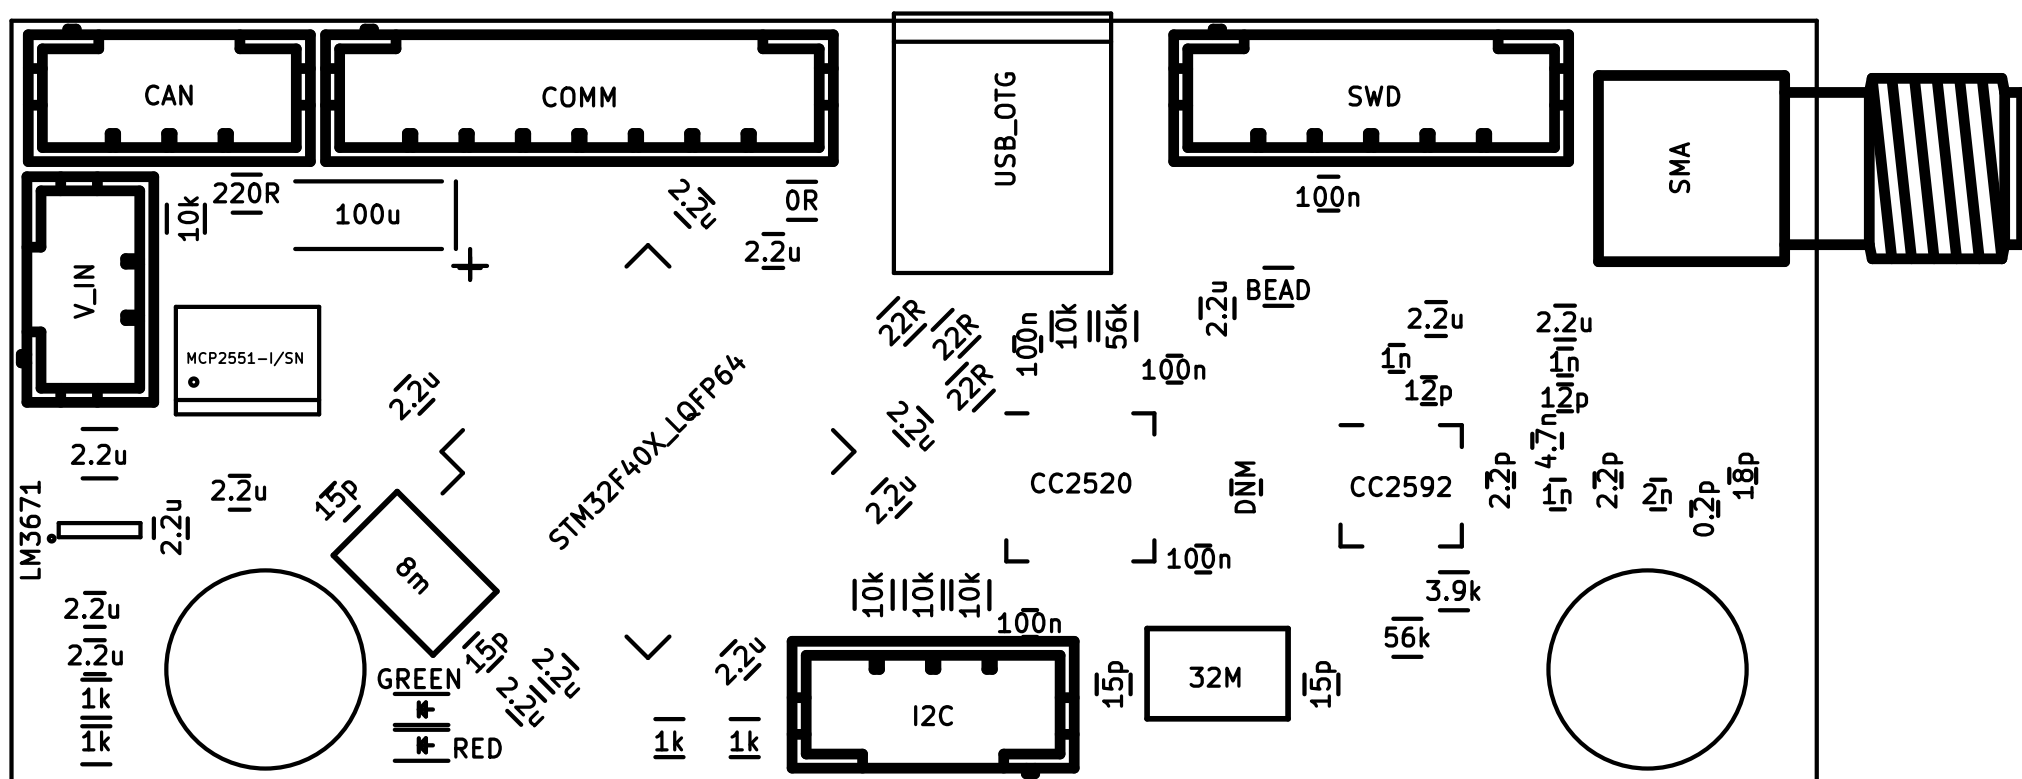 CAN
COMM
USB_OTG
SWD
SMA
220R
10k
100u
2.2u
0R
2.2u
100n
V_IN
MCP2551-I/SN
2.2u
STM32F40X_LQFP64
22R
22R
22R
100n
10k
56k
2.2u
BEAD
100n
2.2u
1n
12p
2.2u
1n
12p
4.7n
2.2u
2.2u
2.2u
LM3671
2.2u
2.2u
15p
8m
15p
CC2520
DNM
CC2592
2.2p
1n
2.2p
2n
0.2p
18p
100n
3.9k
56k
10k
10k
10k
100n
2.2u
2.2u
1k
1k
GREEN
RED
2.2u
2.2u
2.2u
1k
1k
I2C
15p
32M
15p